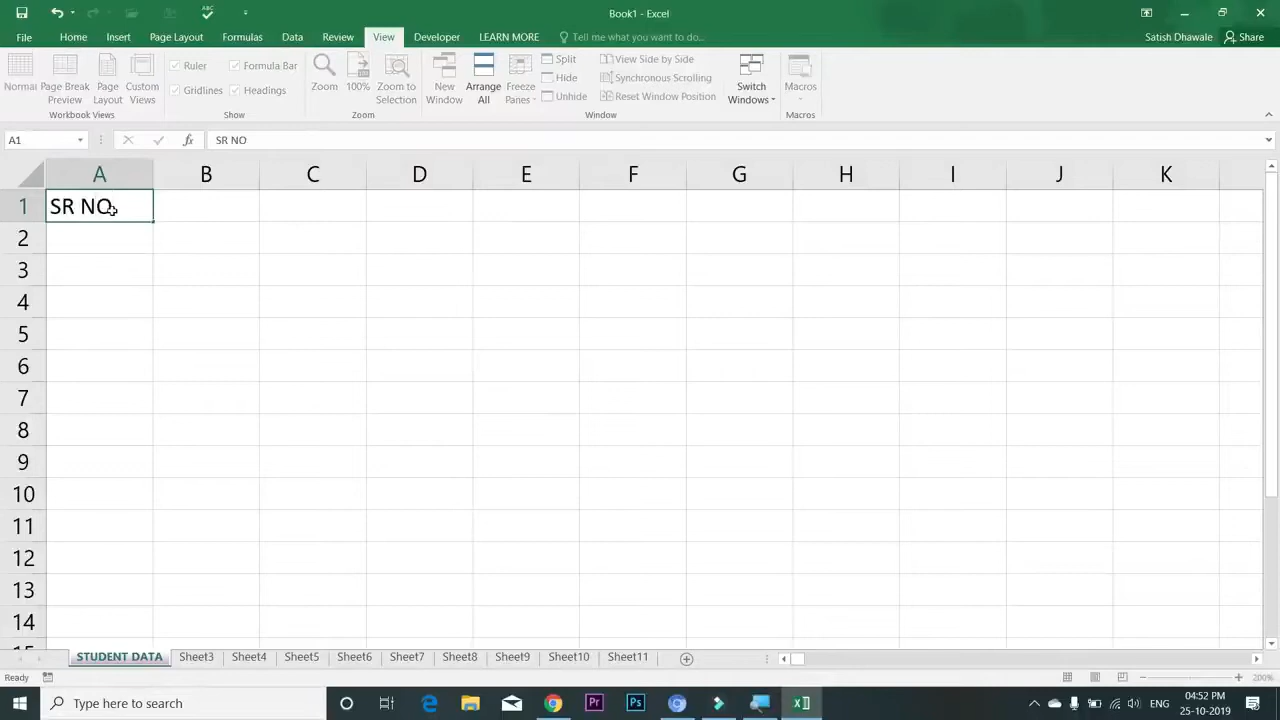 Book1 - Excel
File Home Insert Page Layout Formulas Data Review View Developer LEARN MORE Tell me what you want to do... Satish Dhawale Share
Normal Page Break Preview Page Layout Custom Views
Workbook Views
Ruler Formula Bar
Gridlines Headings
Show
Zoom 100% Zoom to Selection
Zoom
New Window Arrange All Freeze Panes
Split
Hide
Unhide
View Side by Side
Synchronous Scrolling
Reset Window Position
Window
Switch Windows
Macros
Macros
A1 fx SR NO
A B C D E F G H I J K
1 SR NO
2
3
4
5
6
7
8
9
10
11
12
13
14
15
STUDENT DATA Sheet3 Sheet4 Sheet5 Sheet6 Sheet7 Sheet8 Sheet9 Sheet10 Sheet11
Ready 200%
Type here to search Pr Ps ENG 04:52 PM
25-10-2019